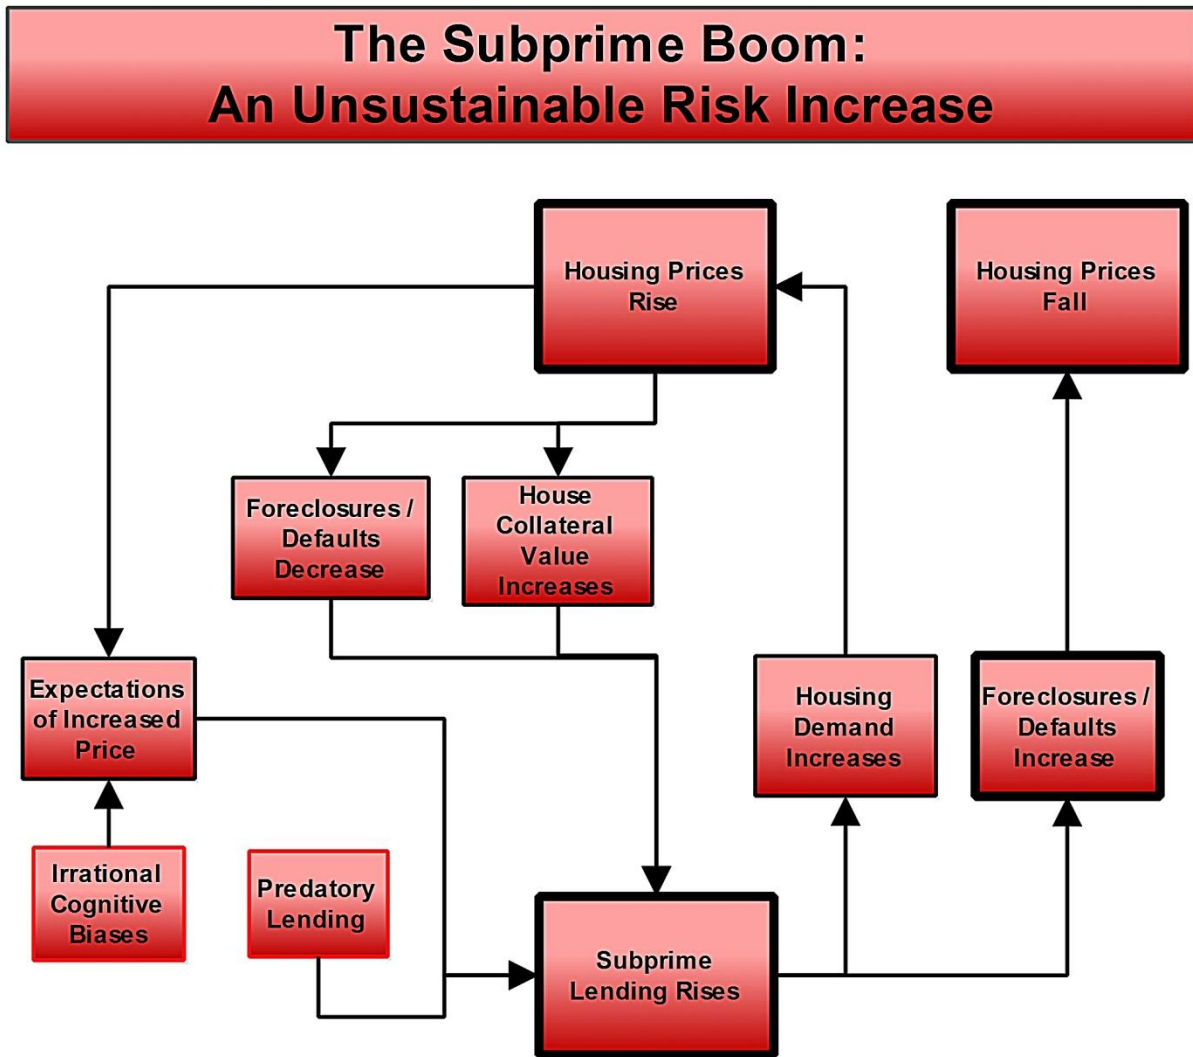 The Subprime Boom:
An Unsustainable Risk Increase
Housing Prices
Rise
Housing Prices
Fall
Foreclosures /
Defaults
Decrease
House
Collateral
Value
Increases
Expectations
of Increased
Price
Housing
Demand
Increases
Foreclosures /
Defaults
Increase
Irrational
Cognitive
Biases
Predatory
Lending
Subprime
Lending Rises